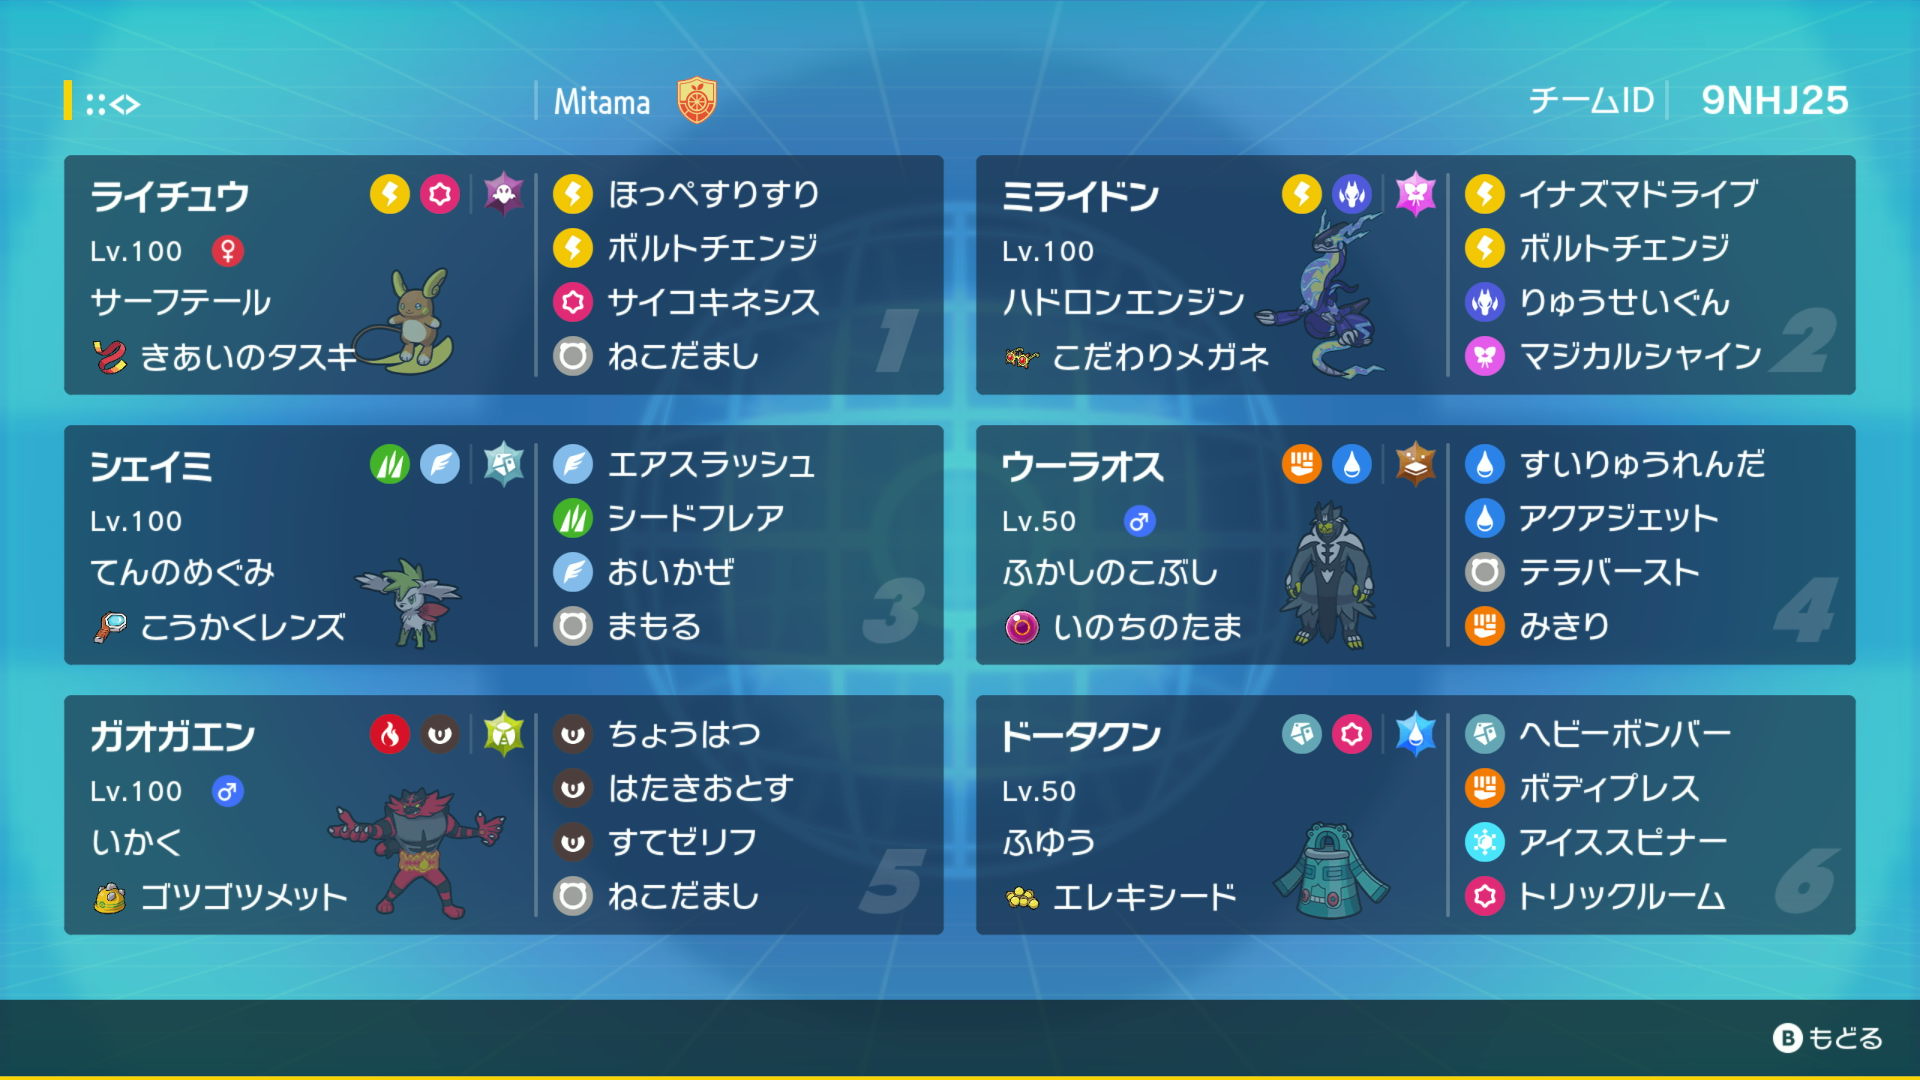 ::<>
Mitama
チームID 9NHJ25
ライチュウ
Lv.100 ♀
サーフテール
きあいのタスキ
ほっぺすりすり
ボルトチェンジ
サイコキネシス
ねこだまし
1
ミライドン
Lv.100
ハドロンエンジン
こだわりメガネ
イナズマドライブ
ボルトチェンジ
りゅうせいぐん
マジカルシャイン
2
シェイミ
Lv.100
てんのめぐみ
こうかくレンズ
エアスラッシュ
シードフレア
おいかぜ
まもる
3
ウーラオス
Lv.50 ♂
ふかしのこぶし
いのちのたま
すいりゅうれんだ
アクアジェット
テラバースト
みきり
4
ガオガエン
Lv.100 ♂
いかく
ゴツゴツメット
ちょうはつ
はたきおとす
すてゼリフ
ねこだまし
5
ドータクン
Lv.50
ふゆう
エレキシード
ヘビーボンバー
ボディプレス
アイススピナー
トリックルーム
6
B もどる